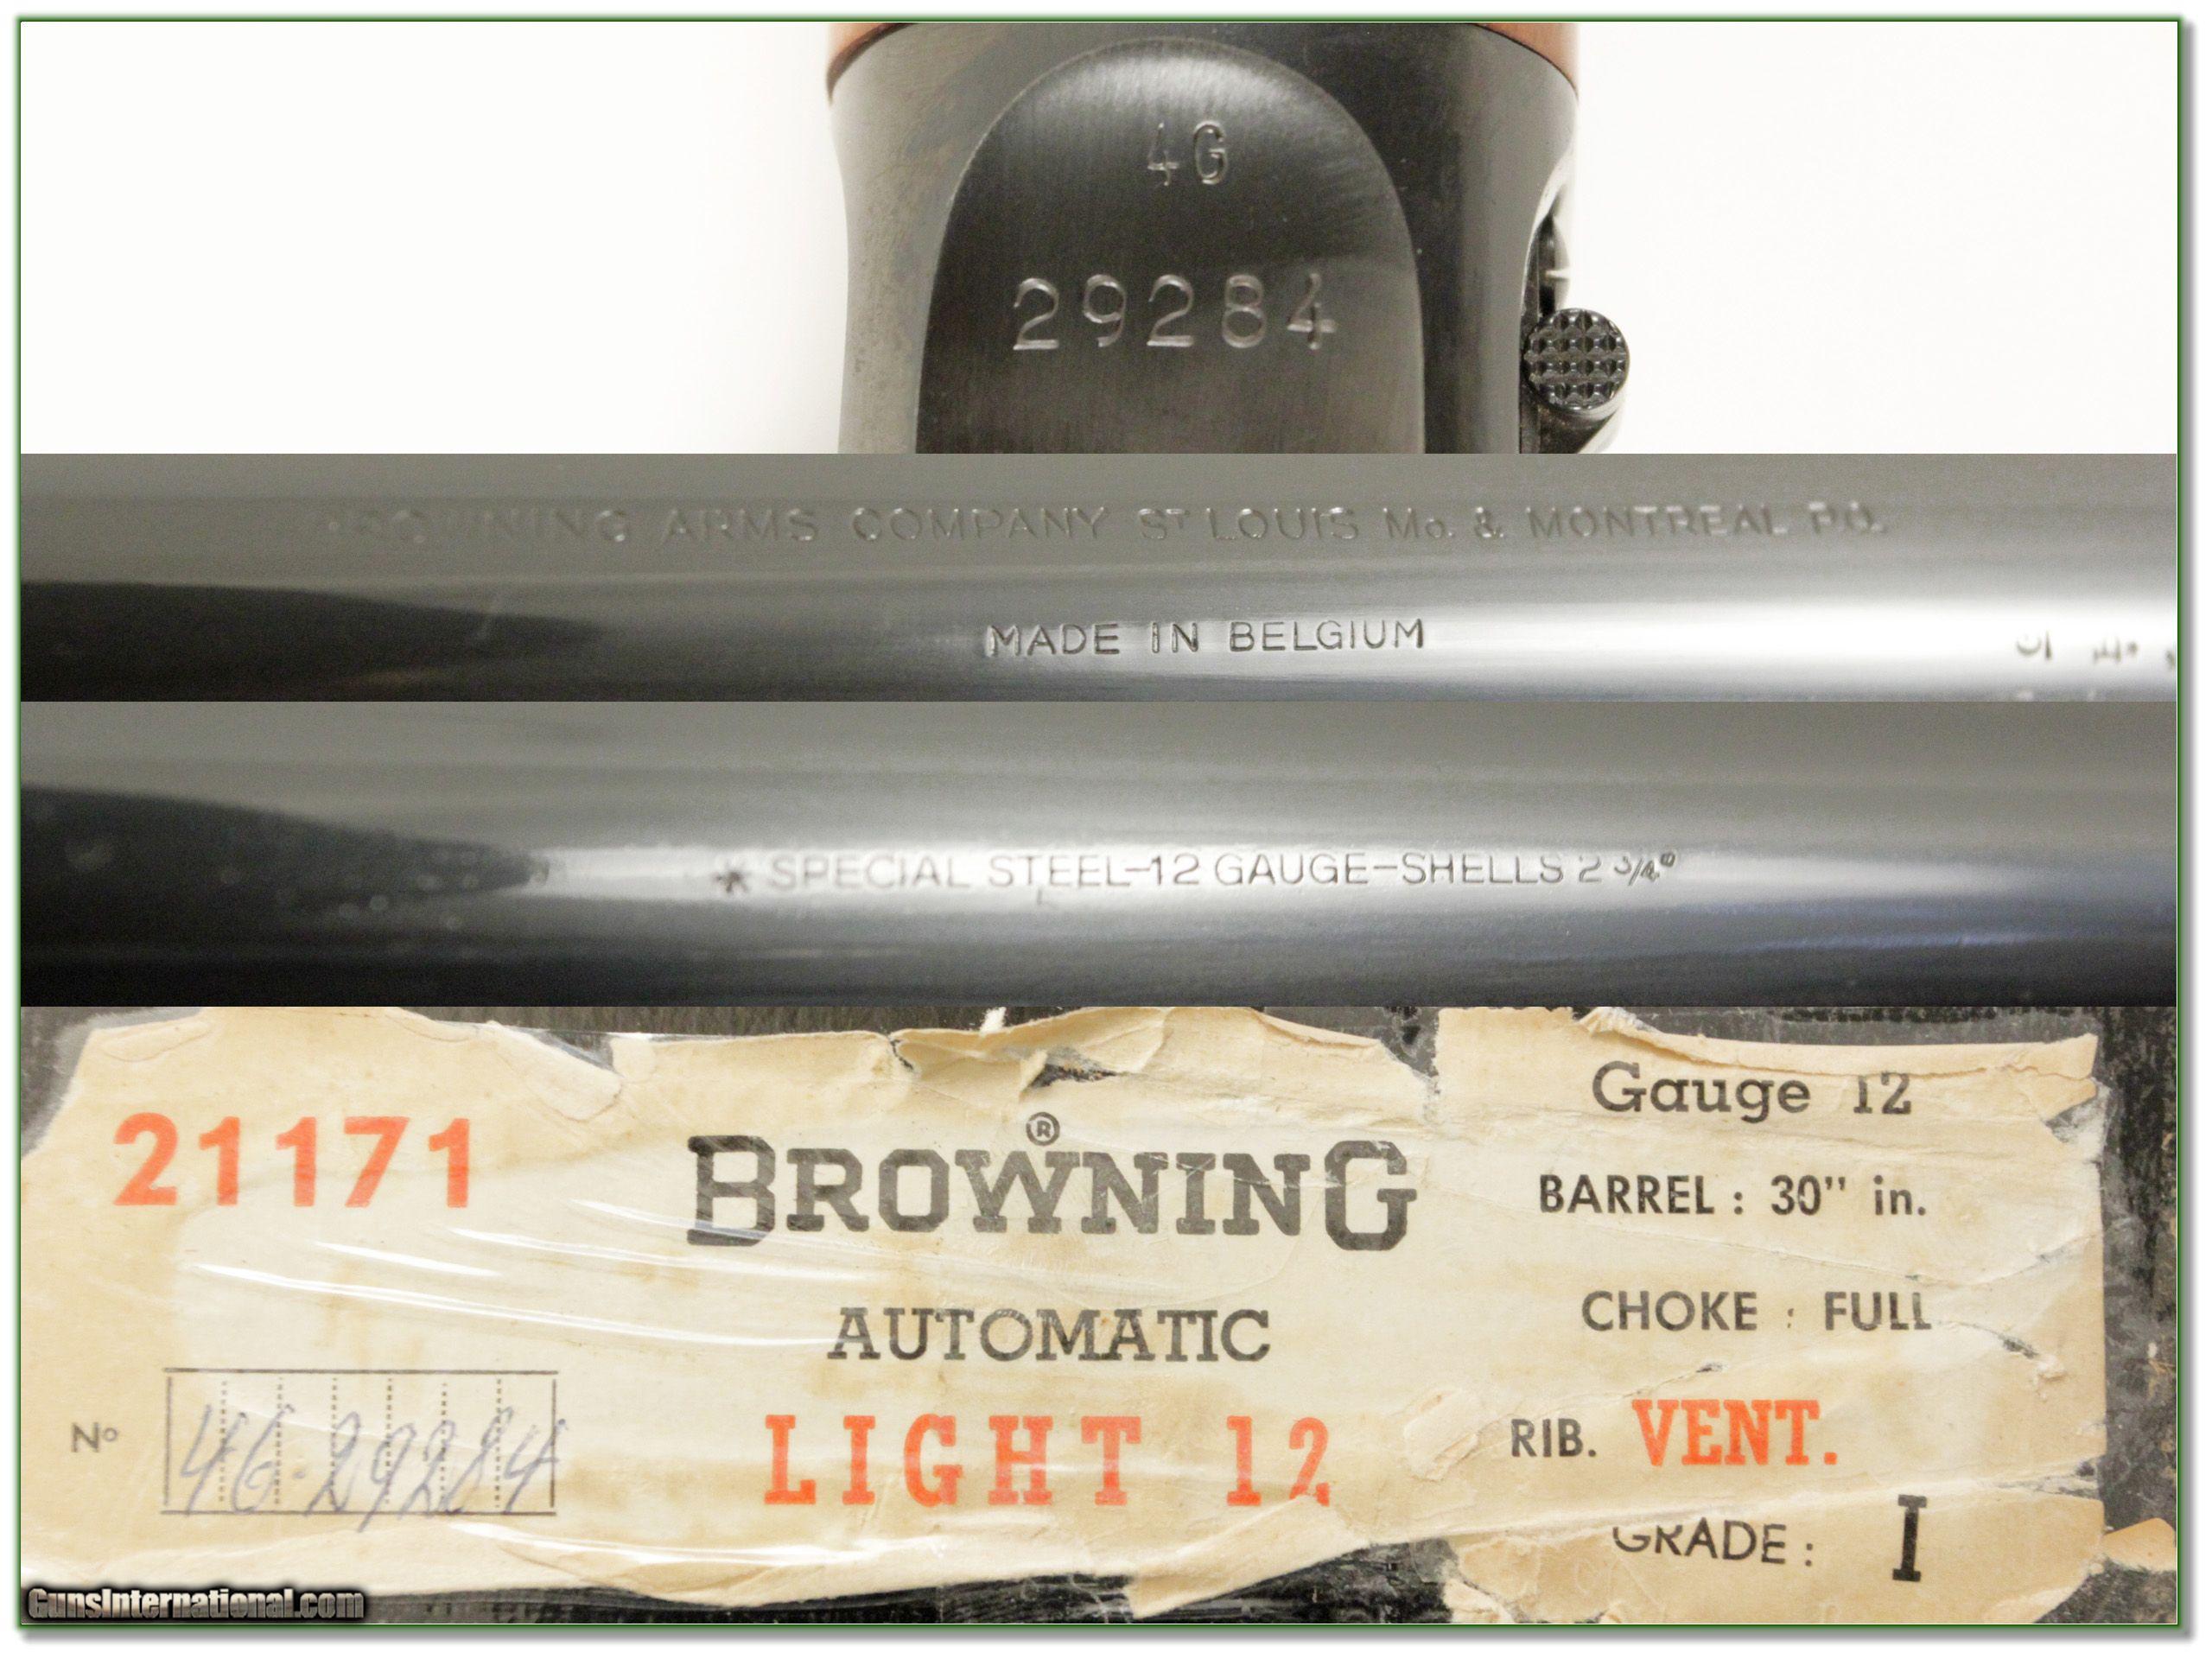 4G
29284
BROWNING ARMS COMPANY ST LOUIS Mo. & MONTREAL P.Q.
MADE IN BELGIUM
* SPECIAL STEEL-12 GAUGE-SHELLS 2 3/4"
21171
BROWNING ®
AUTOMATIC
LIGHT 12
Nº 4G-29284
Gauge 12
BARREL : 30" in.
CHOKE : FULL
RIB. VENT.
GRADE : I
GunsInternational.com